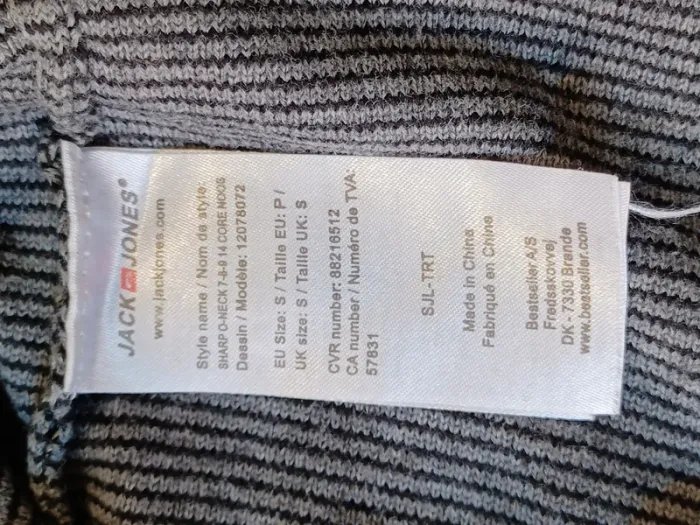 JACK & JONES®
www.jackjones.com
Style name / Nom de style:
SHARP O-NECK 7-8-9 14 CORE NOOS
Dessin / Modèle: 12078072
EU Size: S / Taille EU: P /
UK size: S / Taille UK: S
CVR number: 88216512
CA number / Numéro de TVA:
57831
SJL-TRT
Made in China
Fabriqué en Chine
Bestseller A/S
Fredskovvej
DK - 7330 Brande
www.bestseller.com